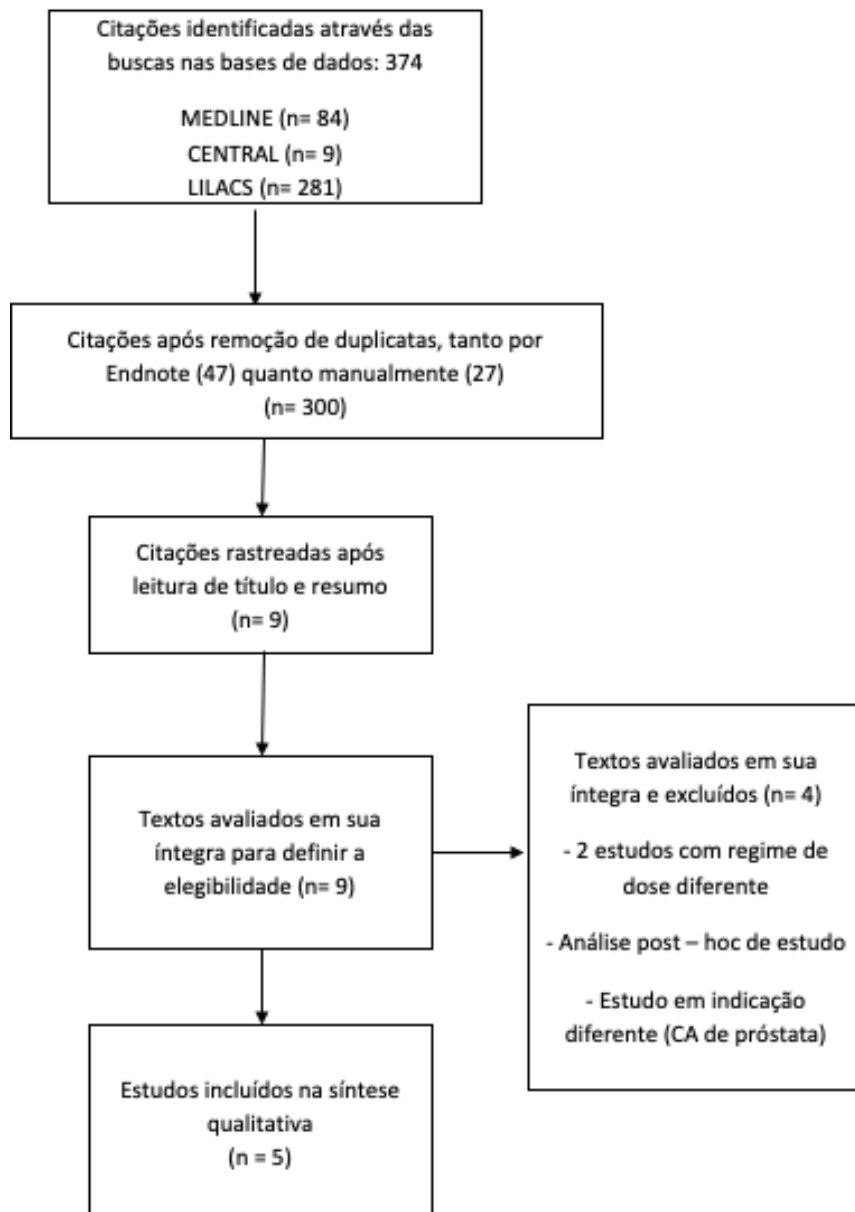 Citações identificadas através das
buscas nas bases de dados: 374
MEDLINE (n= 84)
CENTRAL (n= 9)
LILACS (n= 281)
Citações após remoção de duplicatas, tanto por
Endnote (47) quanto manualmente (27)
(n= 300)
Citações rastreadas após
leitura de título e resumo
(n= 9)
Textos avaliados em sua
íntegra para definir a
elegibilidade (n= 9)
Textos avaliados em sua
íntegra e excluídos (n= 4)
- 2 estudos com regime de
dose diferente
- Análise post – hoc de estudo
- Estudo em indicação
diferente (CA de próstata)
Estudos incluídos na síntese
qualitativa
(n = 5)